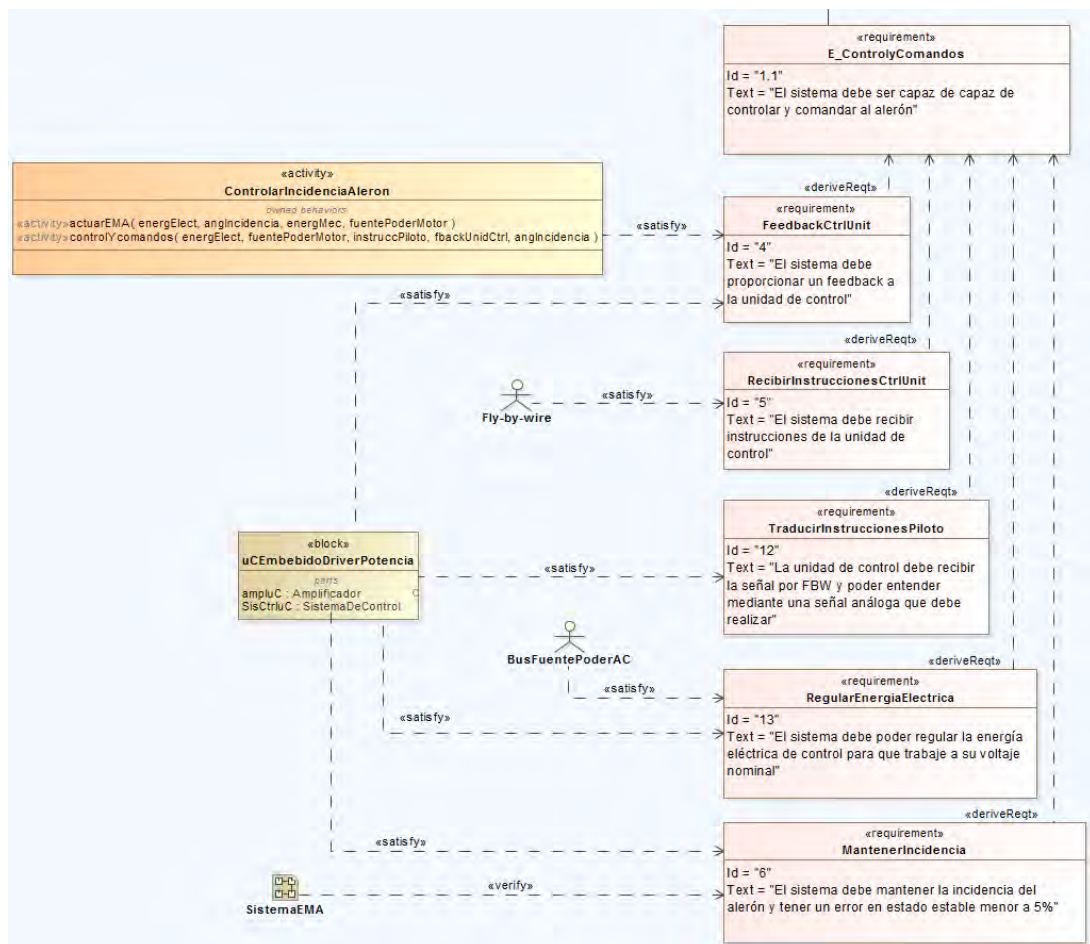 «requirement»
E_ControlyComandos
Id = "1.1"
Text = "El sistema debe ser capaz de capaz de
controlar y comandar al alerón"
«activity»
ControlarIncidenciaAleron
owned behaviors
«activity»actuarEMA( energElect, angIncidencia, energMec, fuentePoderMotor )
«activity»controlYcomandos( energElect, fuentePoderMotor, instruccPiloto, fbackUnidCtrl, angIncidencia )
«satisfy»
«deriveReqt»
«requirement»
FeedbackCtrlUnit
Id = "4"
Text = "El sistema debe
proporcionar un feedback a
la unidad de control"
«satisfy»
«deriveReqt»
«requirement»
RecibirInstruccionesCtrlUnit
Id = "5"
Text = "El sistema debe recibir
instrucciones de la unidad de
control"
«satisfy»
Fly-by-wire
«deriveReqt»
«requirement»
TraducirInstruccionesPiloto
Id = "12"
Text = "La unidad de control debe recibir
la señal por FBW y poder entender
mediante una señal análoga que debe
realizar"
«block»
uCEmbebidoDriverPotencia
parts
ampluC : Amplificador
SisCtrluC : SistemaDeControl
«satisfy»
BusFuentePoderAC
«satisfy»
«deriveReqt»
«requirement»
RegularEnergiaElectrica
Id = "13"
Text = "El sistema debe poder regular la energía
eléctrica de control para que trabaje a su voltaje
nominal"
«satisfy»
«deriveReqt»
«requirement»
MantenerIncidencia
Id = "6"
Text = "El sistema debe mantener la incidencia del
alerón y tener un error en estado estable menor a 5%"
«satisfy»
«verify»
SistemaEMA